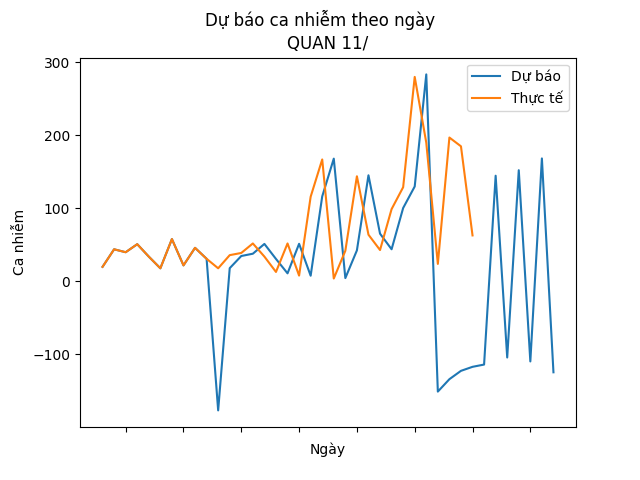 Dự báo ca nhiễm theo ngày
QUAN 11/
300
200
100
0
−100
Ca nhiễm
Ngày
Dự báo
Thực tế